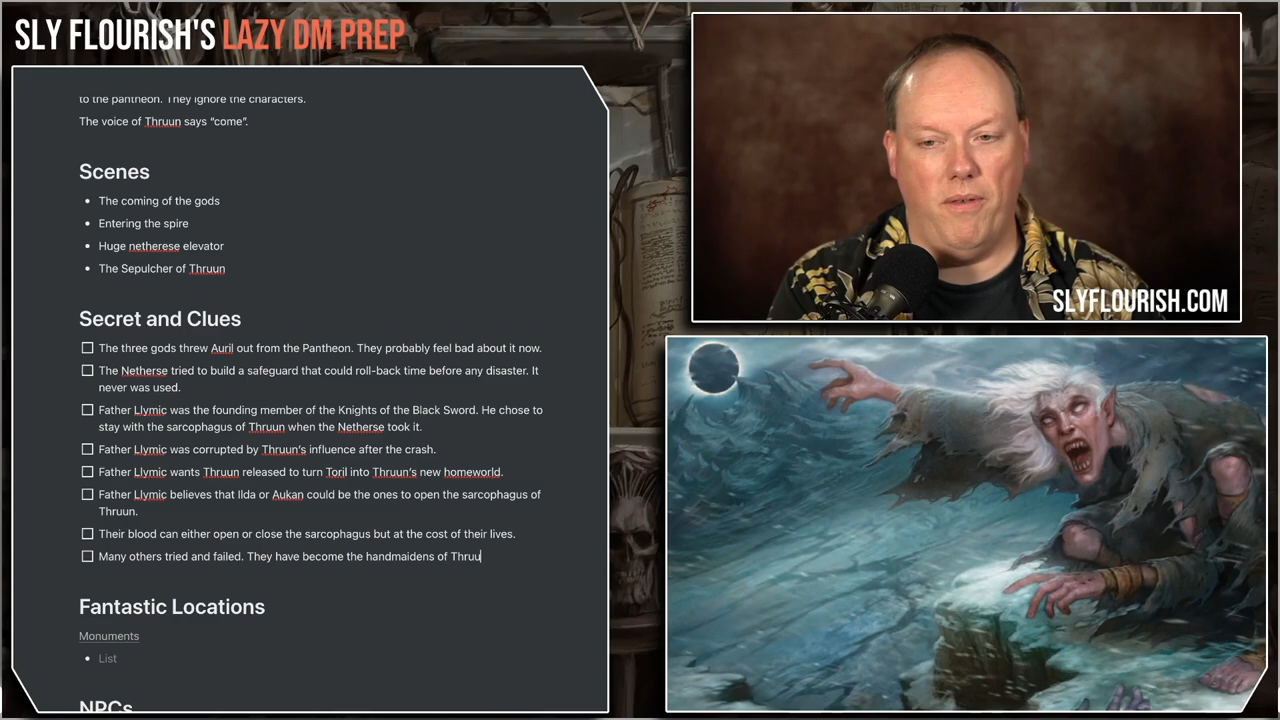 SLY FLOURISH'S LAZY DM PREP
to the pantheon. They ignore the characters.
The voice of Thruun says “come”.
Scenes
• The coming of the gods
• Entering the spire
• Huge netherese elevator
• The Sepulcher of Thruun
Secret and Clues
The three gods threw Auril out from the Pantheon. They probably feel bad about it now.
The Netherse tried to build a safeguard that could roll-back time before any disaster. It
never was used.
Father Llymic was the founding member of the Knights of the Black Sword. He chose to
stay with the sarcophagus of Thruun when the Netherse took it.
Father Llymic was corrupted by Thruun’s influence after the crash.
Father Llymic wants Thruun released to turn Toril into Thruun’s new homeworld.
Father Llymic believes that Ilda or Aukan could be the ones to open the sarcophagus of
Thruun.
Their blood can either open or close the sarcophagus but at the cost of their lives.
Many others tried and failed. They have become the handmaidens of Thruu
Fantastic Locations
Monuments
• List
NPCs
SLYFLOURISH.COM